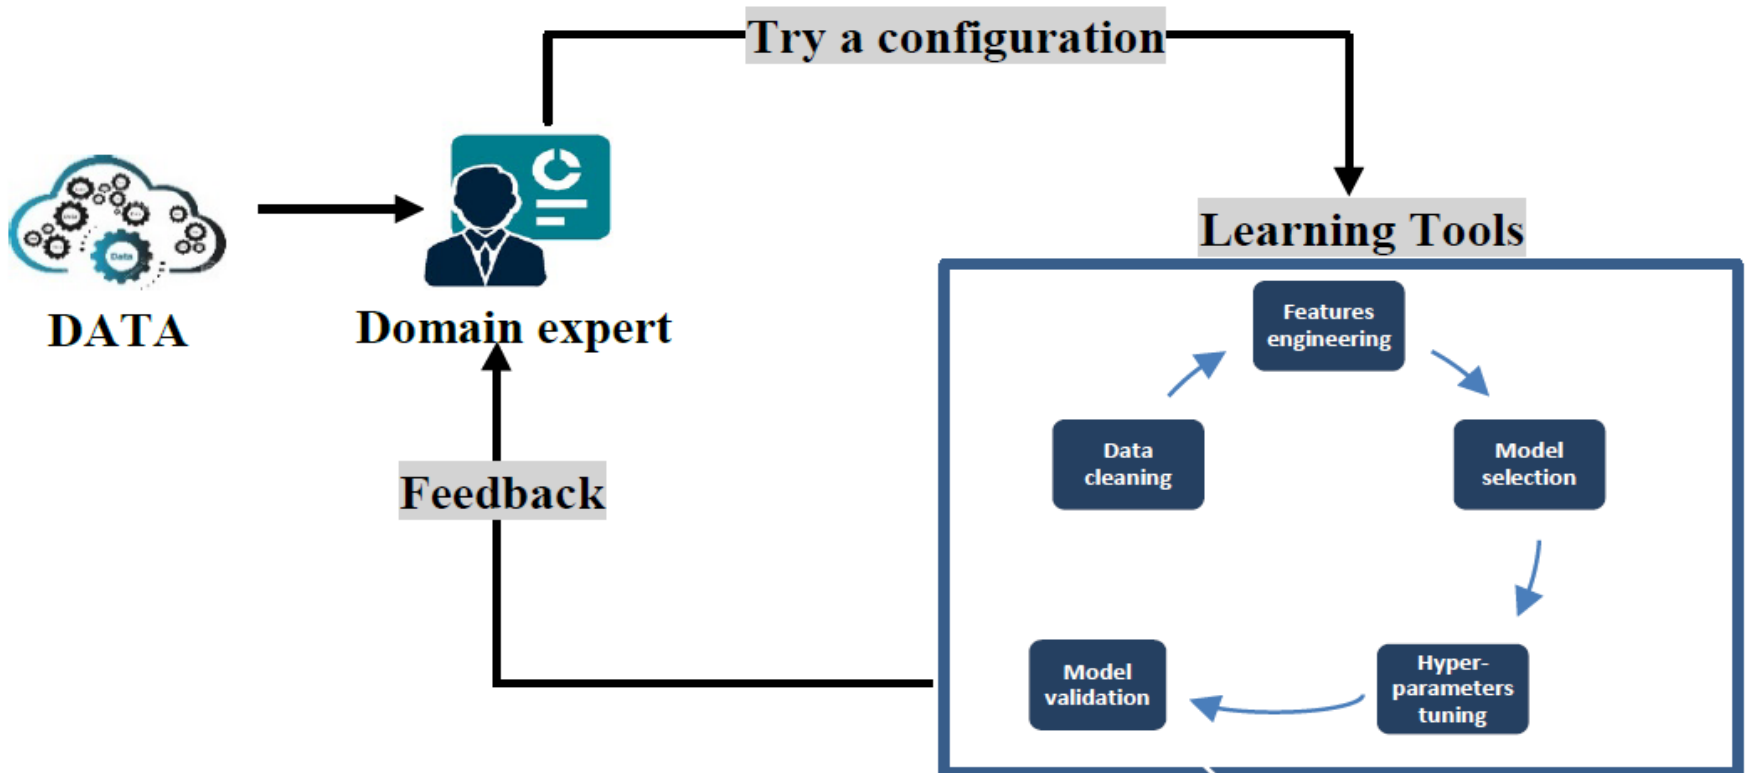 Try a configuration
Data
DATA
Domain expert
Learning Tools
Features
engineering
Data
cleaning
Model
selection
Feedback
Model
validation
Hyper-
parameters
tuning